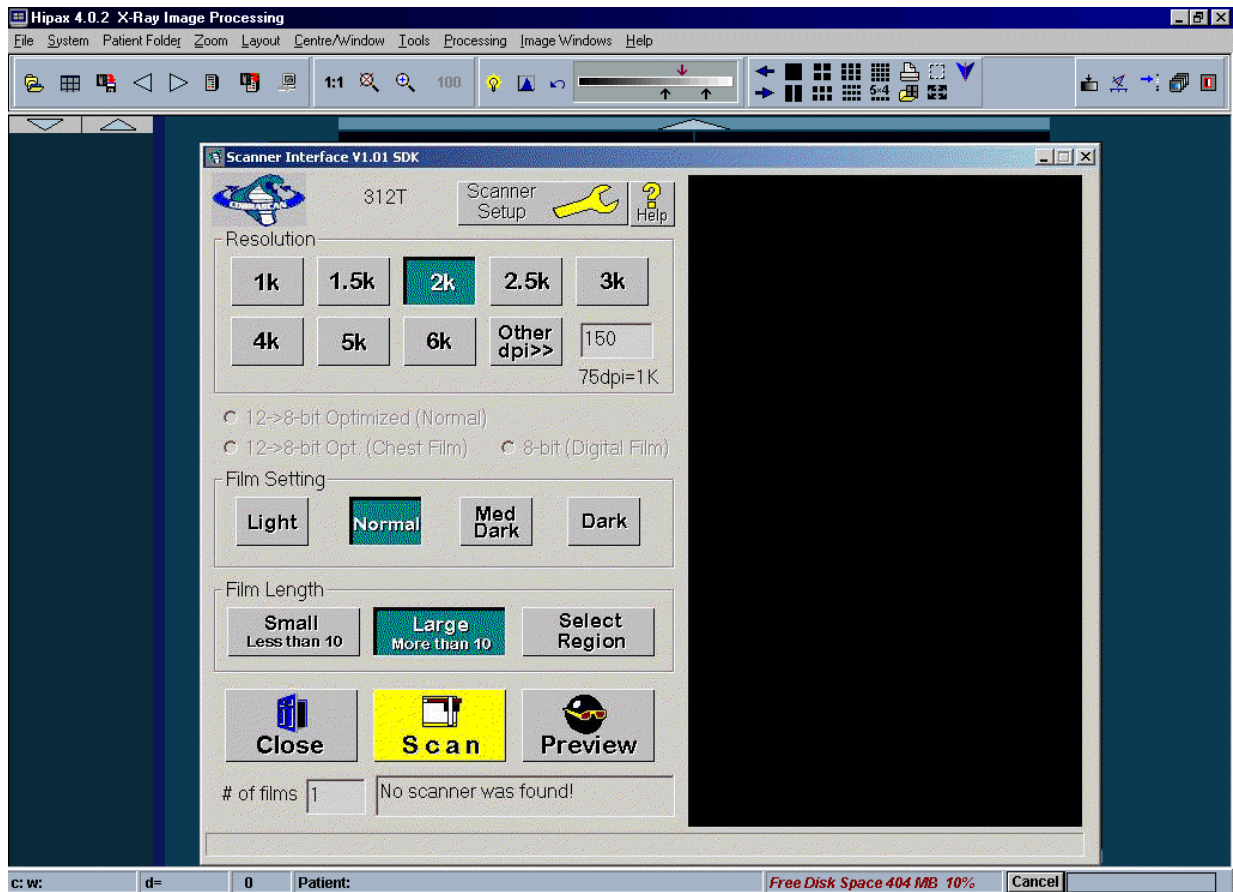 Hipax 4.0.2 X-Ray Image Processing
File System Patient Folder Zoom Layout Centre/Window Tools Processing Image Windows Help
1:1 100 5×4
Scanner Interface V1.01 SDK
312T
Scanner
Setup
Help
Resolution
1k 1.5k 2k 2.5k 3k
4k 5k 6k Other
dpi>> 150
75dpi=1K
12->8-bit Optimized (Normal)
12->8-bit Opt. (Chest Film) 8-bit (Digital Film)
Film Setting
Light Normal Med
Dark Dark
Film Length
Small
Less than 10
Large
More than 10
Select
Region
Close Scan Preview
# of films 1 No scanner was found!
c: w: d= 0 Patient: Free Disk Space 404 MB 10% Cancel